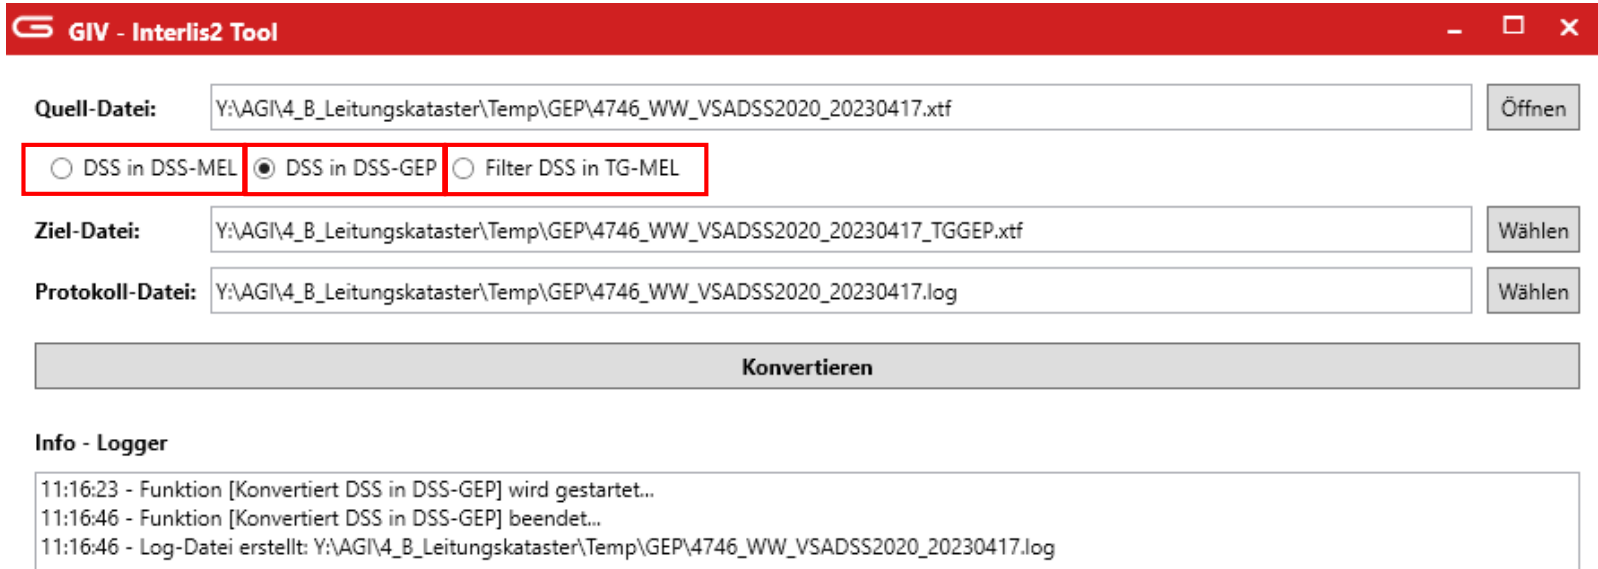 GIV - Interlis2 Tool
Quell-Datei: Y:\AGI\4_B_Leitungskataster\Temp\GEP\4746_WW_VSADSS2020_20230417.xtf Öffnen
DSS in DSS-MEL DSS in DSS-GEP Filter DSS in TG-MEL
Ziel-Datei: Y:\AGI\4_B_Leitungskataster\Temp\GEP\4746_WW_VSADSS2020_20230417_TGGEP.xtf Wählen
Protokoll-Datei: Y:\AGI\4_B_Leitungskataster\Temp\GEP\4746_WW_VSADSS2020_20230417.log Wählen
Konvertieren
Info - Logger
11:16:23 - Funktion [Konvertiert DSS in DSS-GEP] wird gestartet...
11:16:46 - Funktion [Konvertiert DSS in DSS-GEP] beendet...
11:16:46 - Log-Datei erstellt: Y:\AGI\4_B_Leitungskataster\Temp\GEP\4746_WW_VSADSS2020_20230417.log